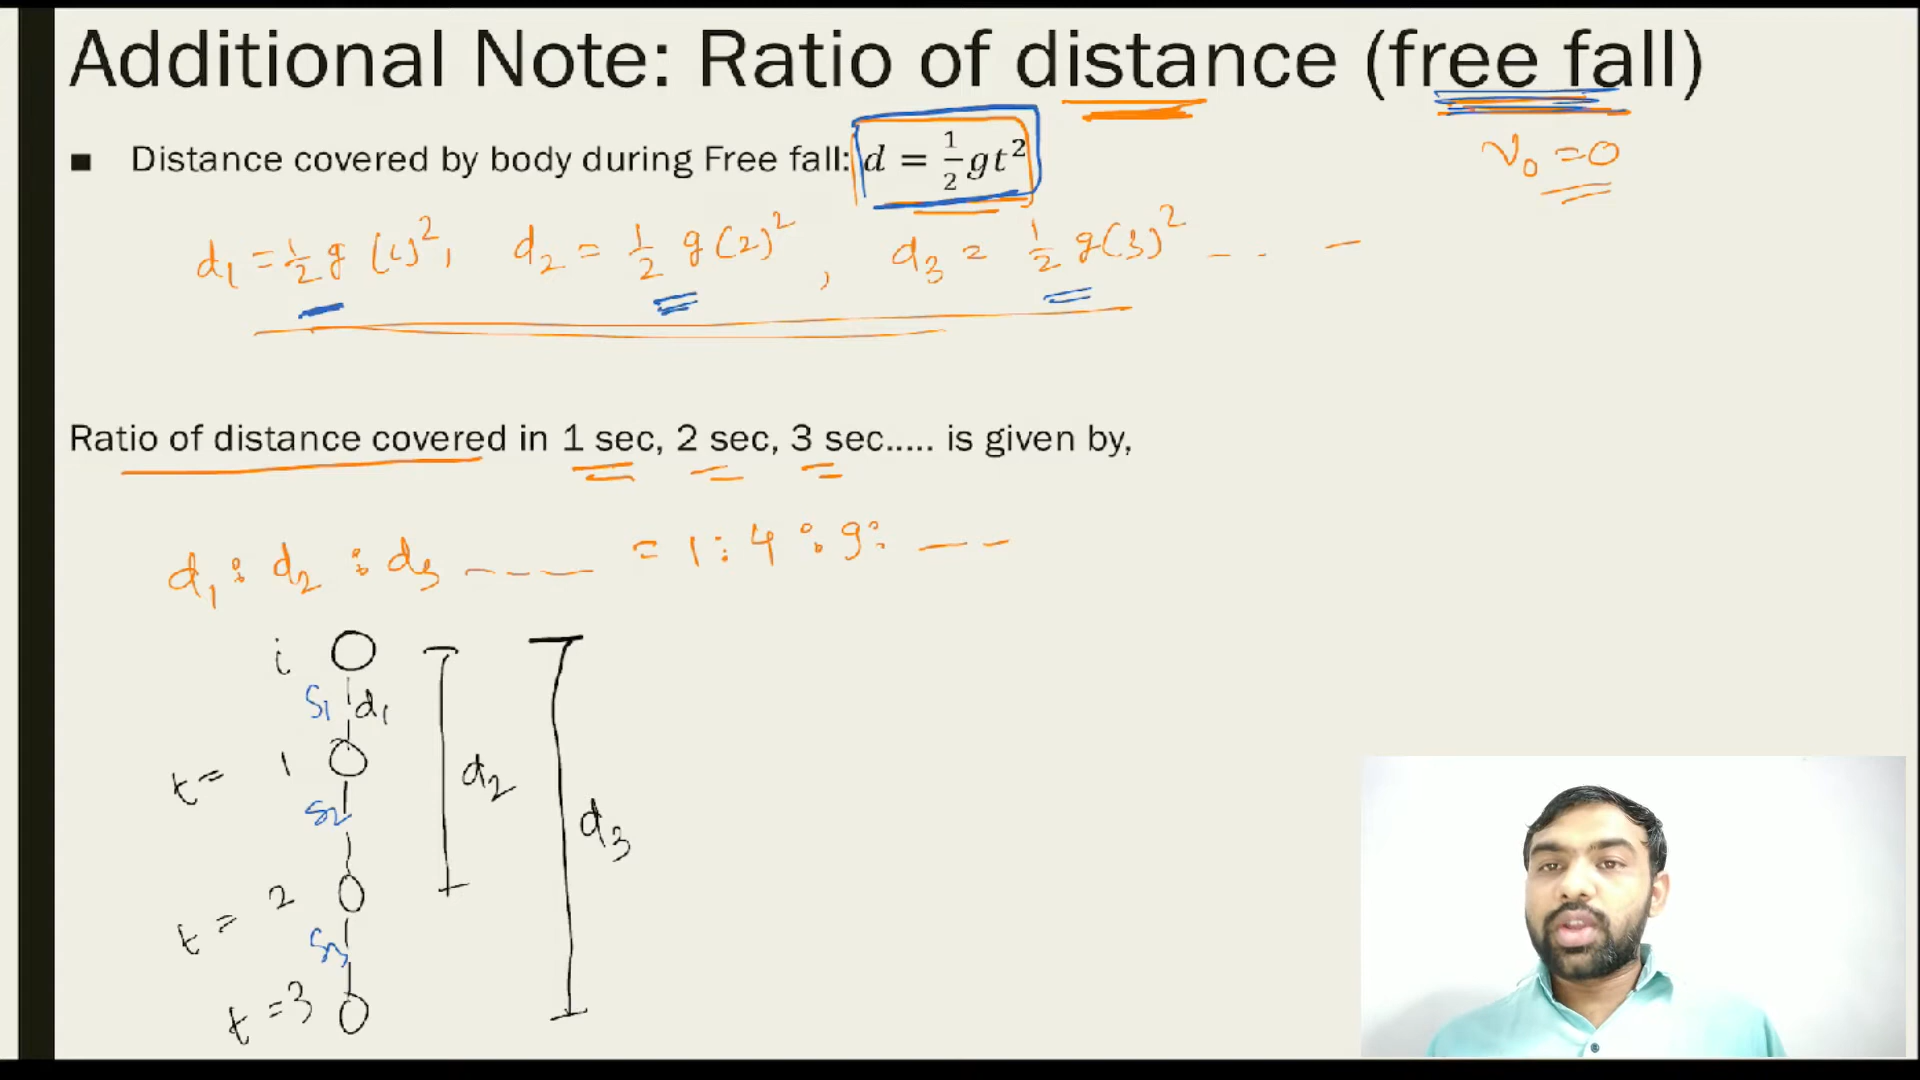 Additional Note: Ratio of distance (free fall)
■ Distance covered by body during Free fall: d = 1/2 gt²
v₀ = 0
d₁ = 1/2 g (1)², d₂ = 1/2 g (2)², d₃ = 1/2 g(3)² -- . -
Ratio of distance covered in 1 sec, 2 sec, 3 sec..... is given by,
d₁ : d₂ : d₃ ---- = 1 : 4 : 9 : --
i
S₁ d₁
t = 1
d₂
S₂
d₃
t = 2
S₃
t = 3